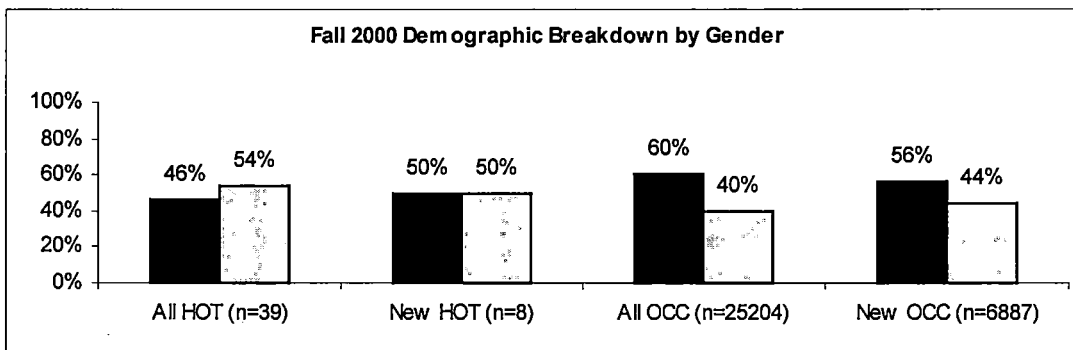 Fall 2000 Demographic Breakdown by Gender
100%
80%
60%
40%
20%
0%
46%
54%
50%
50%
60%
40%
56%
44%
All HOT (n=39)
New HOT (n=8)
All OCC (n=25204)
New OCC (n=6887)